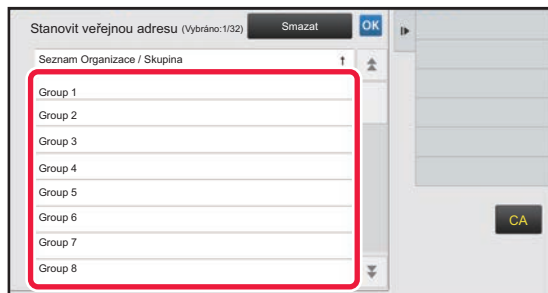 Stanovit veřejnou adresu (Vybráno:1/32) Smazat OK
Seznam Organizace / Skupina ↑
Group 1
Group 2
Group 3
Group 4
Group 5
Group 6
Group 7
Group 8
CA